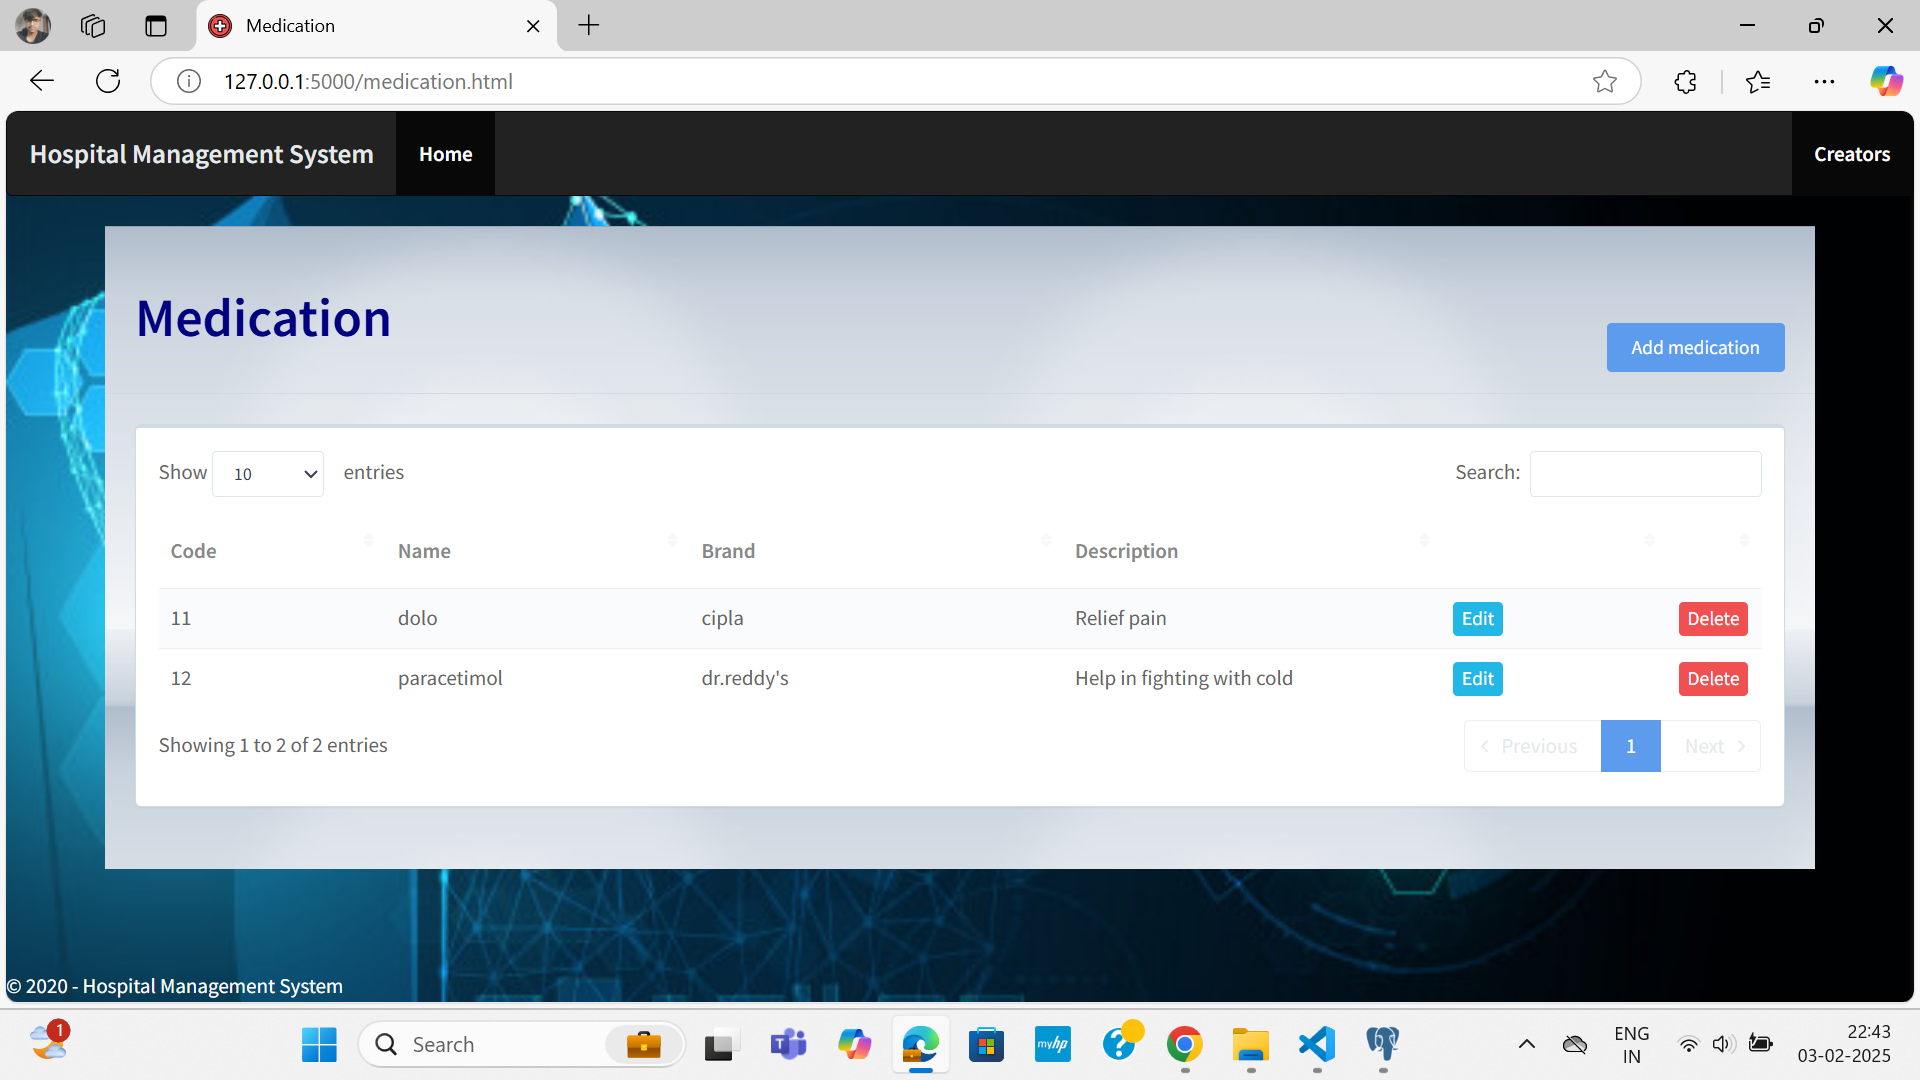 Medication
127.0.0.1:5000/medication.html
Hospital Management System Home Creators
Medication
Add medication
Show 10 entries Search:
Code Name Brand Description
11 dolo cipla Relief pain Edit Delete
12 paracetimol dr.reddy's Help in fighting with cold Edit Delete
Showing 1 to 2 of 2 entries Previous 1 Next
© 2020 - Hospital Management System
1 Search myhp ENG 22:43
IN 03-02-2025